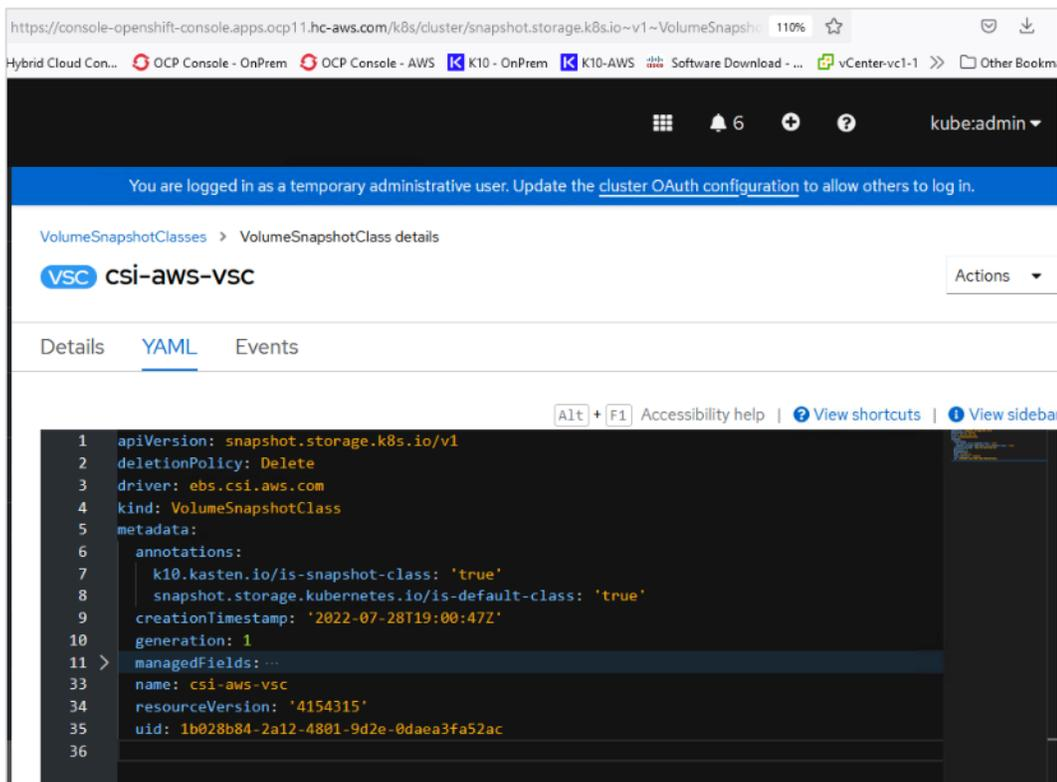 https://console-openshift-console.apps.ocp11.hc-aws.com/k8s/cluster/snapshot.storage.k8s.io~v1~VolumeSnapsho 110%
Hybrid Cloud Con... OCP Console - OnPrem OCP Console - AWS K10 - OnPrem K10-AWS Software Download - ... vCenter-vc1-1 Other Bookm
6 kube:admin
You are logged in as a temporary administrative user. Update the cluster OAuth configuration to allow others to log in.
VolumeSnapshotClasses > VolumeSnapshotClass details
VSC csi-aws-vsc
Actions
Details YAML Events
Alt + F1 Accessibility help | View shortcuts | View sidebar
1 apiVersion: snapshot.storage.k8s.io/v1
2 deletionPolicy: Delete
3 driver: ebs.csi.aws.com
4 kind: VolumeSnapshotClass
5 metadata:
6 annotations:
7 k10.kasten.io/is-snapshot-class: 'true'
8 snapshot.storage.kubernetes.io/is-default-class: 'true'
9 creationTimestamp: '2022-07-28T19:00:47Z'
10 generation: 1
11 > managedFields: ...
33 name: csi-aws-vsc
34 resourceVersion: '4154315'
35 uid: 1b028b84-2a12-4801-9d2e-0daea3fa52ac
36